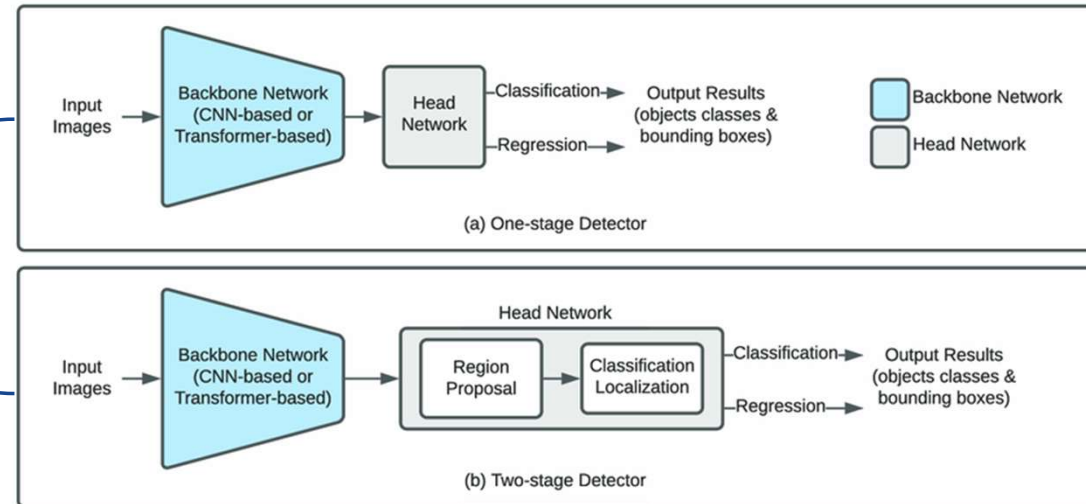 Input
Images
Backbone Network
(CNN-based or
Transformer-based)
Head
Network
Classification
Regression
Output Results
(objects classes &
bounding boxes)
Backbone Network
Head Network
(a) One-stage Detector
Input
Images
Backbone Network
(CNN-based or
Transformer-based)
Head Network
Region
Proposal
Classification
Localization
Classification
Regression
Output Results
(objects classes &
bounding boxes)
(b) Two-stage Detector